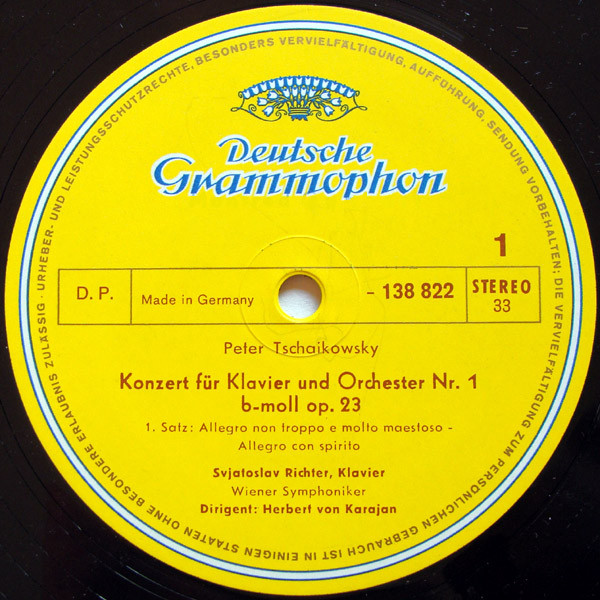 Deutsche
Grammophon
1
D. P.
Made in Germany
- 138 822
STEREO
33
Peter Tschaikowsky
Konzert für Klavier und Orchester Nr. 1
b-moll op. 23
1. Satz: Allegro non troppo e molto maestoso -
Allegro con spirito
Svjatoslav Richter, Klavier
Wiener Symphoniker
Dirigent: Herbert von Karajan
URHEBER- UND LEISTUNGSSCHUTZRECHTE, BESONDERS VERVIELFÄLTIGUNG, AUFFÜHRUNG, SENDUNG VORBEHALTEN; DIE VERVIELFÄLTIGUNG ZUM PERSÖNLICHEN GEBRAUCH IST IN EINIGEN STAATEN OHNE BESONDERE ERLAUBNIS ZULÄSSIG ·